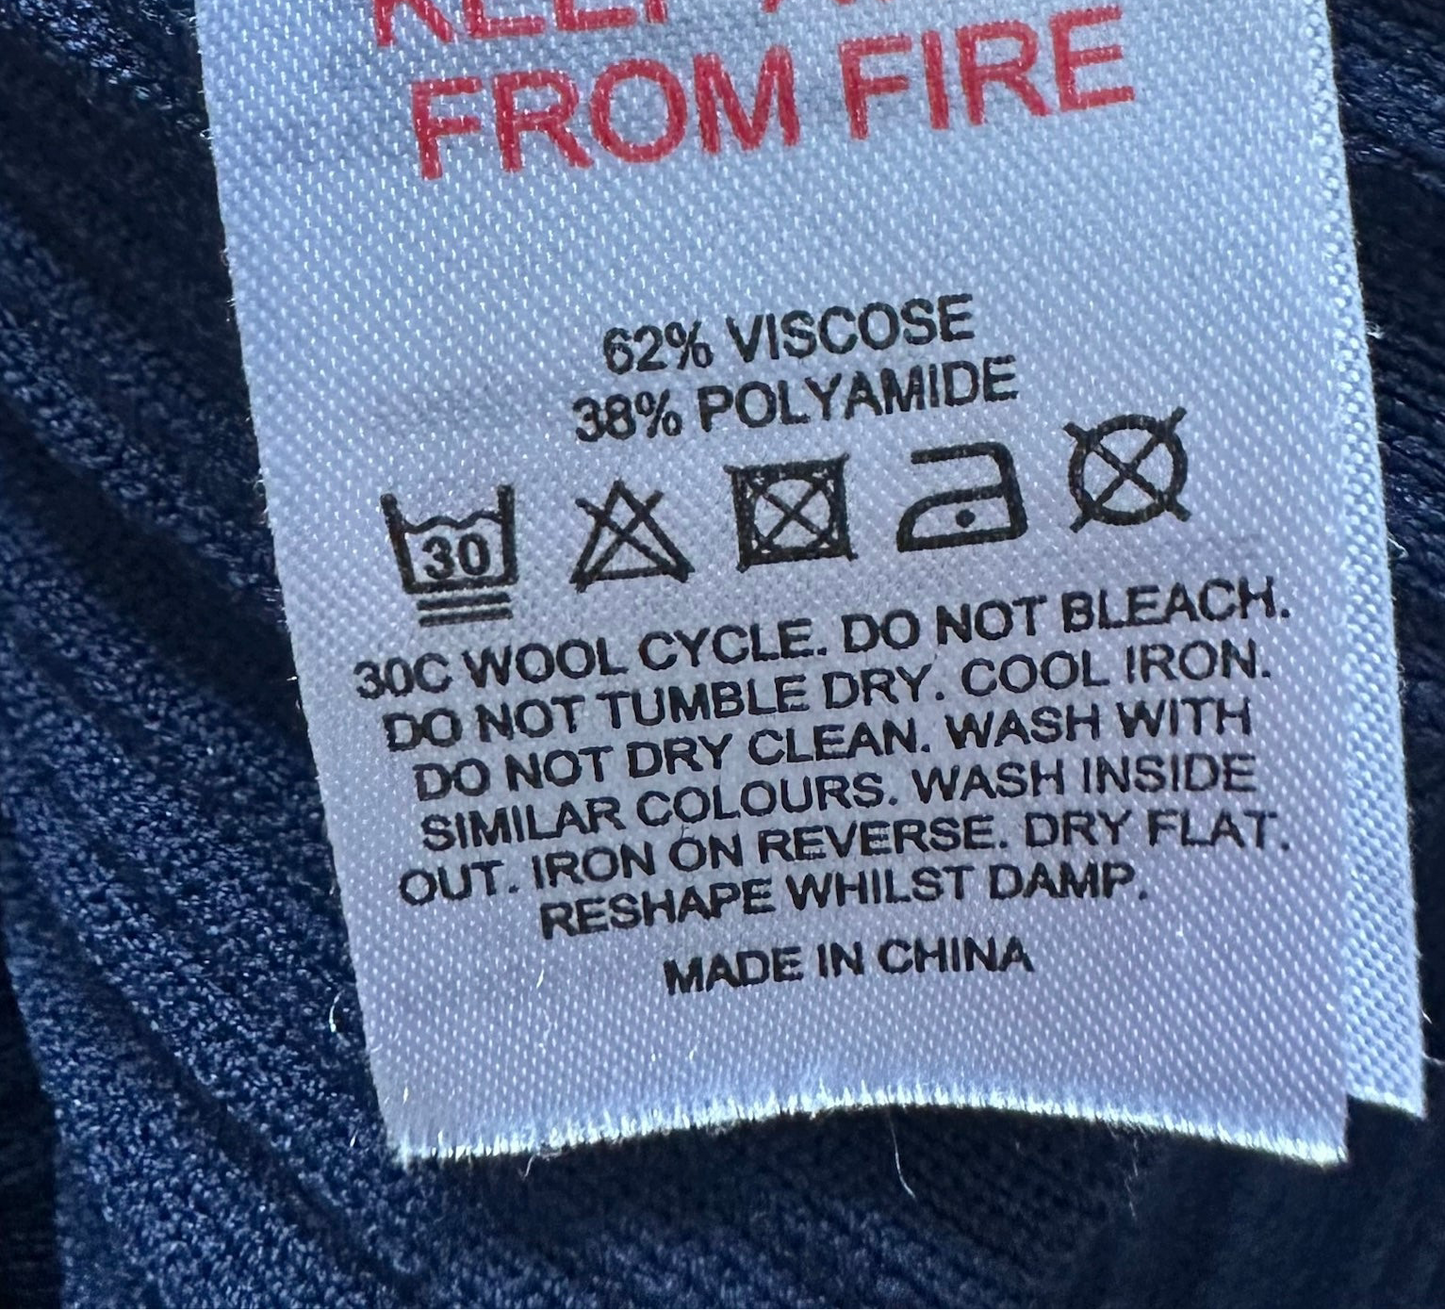 KEEP
FROM FIRE
62% VISCOSE
38% POLYAMIDE
30
30C WOOL CYCLE. DO NOT BLEACH.
DO NOT TUMBLE DRY. COOL IRON.
DO NOT DRY CLEAN. WASH WITH
SIMILAR COLOURS. WASH INSIDE
OUT. IRON ON REVERSE. DRY FLAT.
RESHAPE WHILST DAMP.
MADE IN CHINA